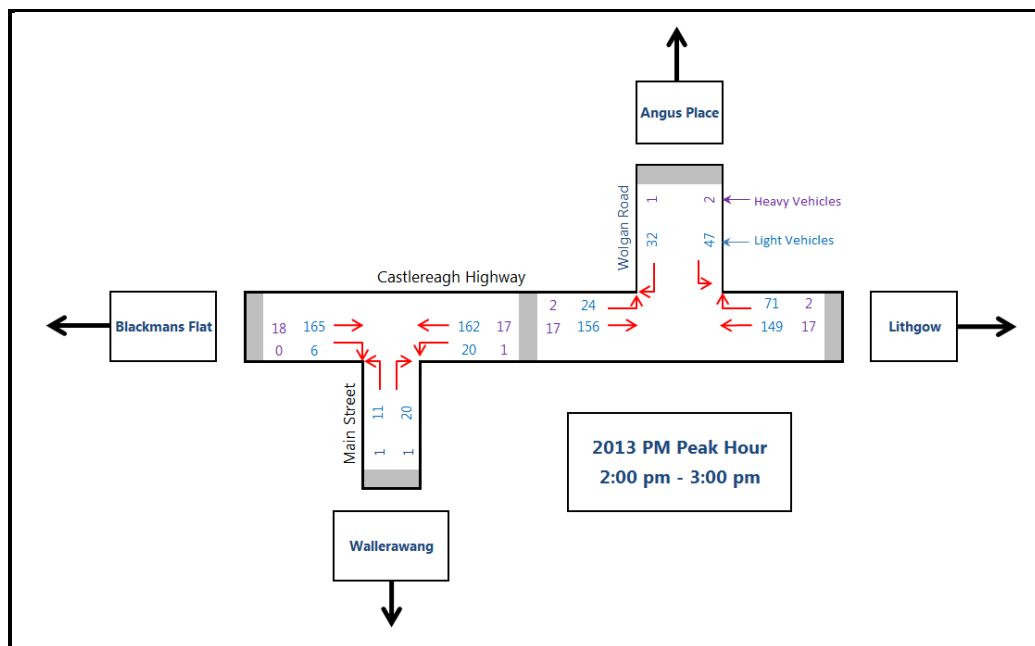 Angus Place
Wolgan Road
1 2
Heavy Vehicles
32 47
Light Vehicles
Castlereagh Highway
Blackmans Flat
18 165 162 17
0 6 20 1
2 24
17 156
71 2
149 17
Lithgow
Main Street
11 20
1 1
2013 PM Peak Hour
2:00 pm - 3:00 pm
Wallerawang